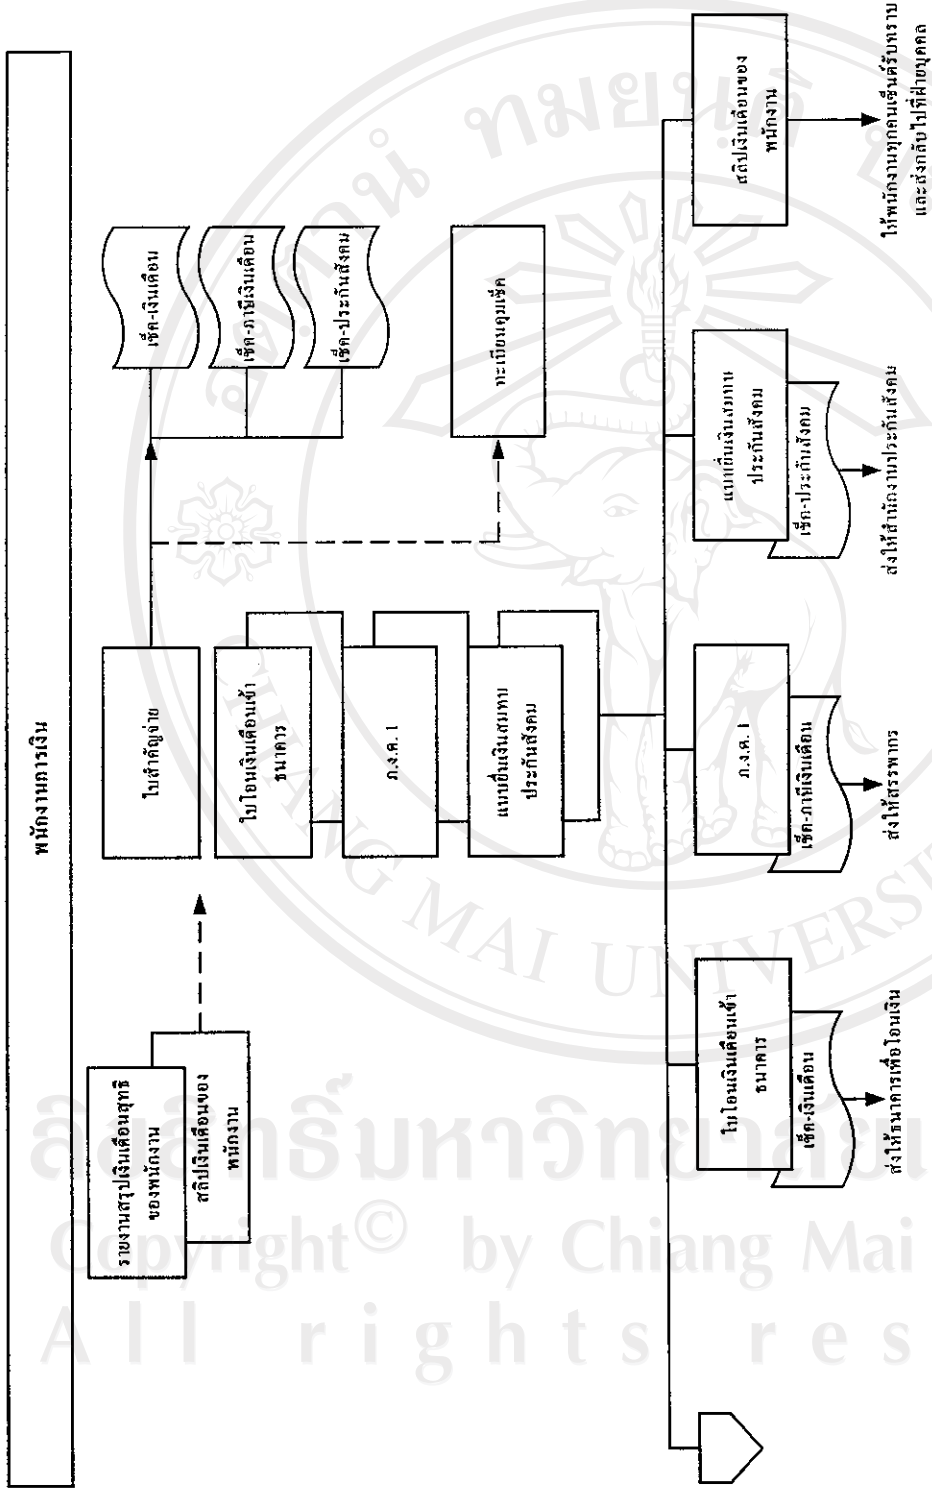 พนักงานการเงิน
รายงานสรุปเงินเดือนสุทธิ
ของพนักงาน
สลิปเงินเดือนของ
พนักงาน
ใบสำคัญจ่าย
ใบโอนเงินเดือนเข้า
ธนาคาร
ภ.ง.ด. 1
แบบยื่นเงินสมทบ
ประกันสังคม
เช็ค-เงินเดือน
เช็ค-ภาษีเงินเดือน
เช็ค-ประกันสังคม
ทะเบียนคุมเช็ค
ใบโอนเงินเดือนเข้า
ธนาคาร
เช็ค-เงินเดือน
ส่งให้ธนาคารเพื่อโอนเงิน
ภ.ง.ด. 1
เช็ค-ภาษีเงินเดือน
ส่งให้สรรพากร
แบบยื่นเงินสมทบ
ประกันสังคม
เช็ค-ประกันสังคม
ส่งให้สำนักงานประกันสังคม
สลิปเงินเดือนของ
พนักงาน
ให้พนักงานทุกคนเซ็นต์รับทราบ
และส่งกลับไปที่ฝ่ายบุคคล
CHIANG MAI UNIVERSI
Copyright© by Chiang Mai
All rights res